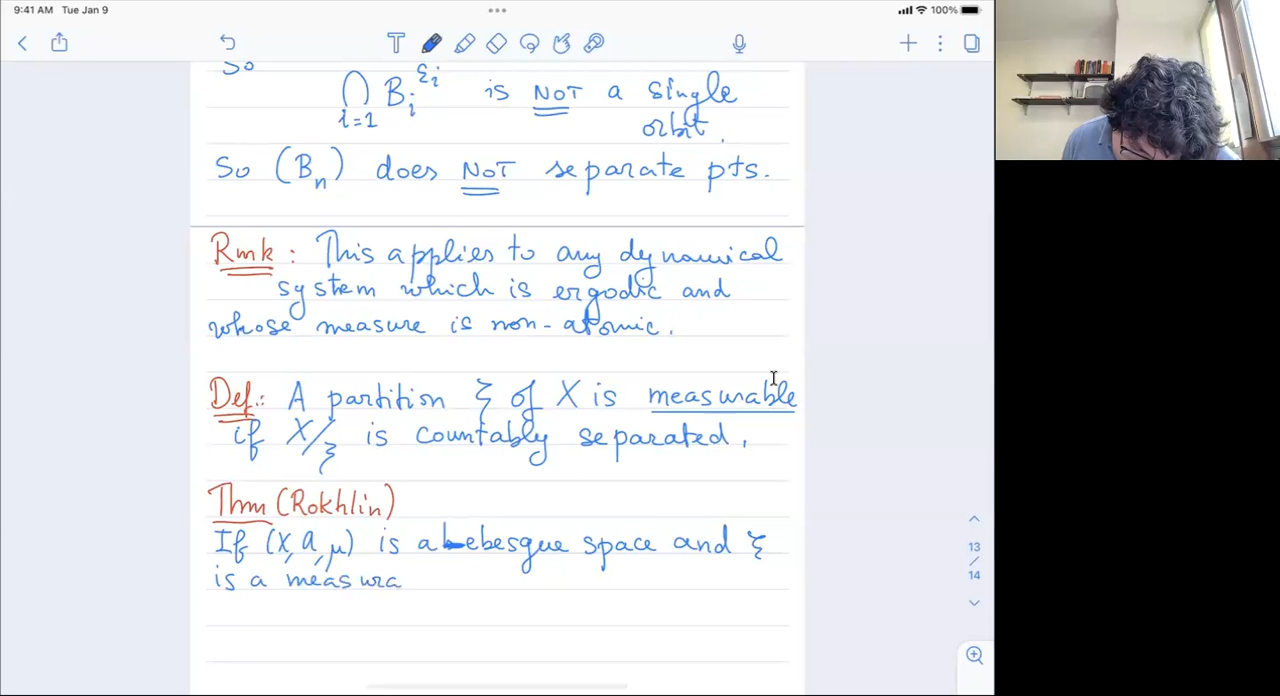 9:41 AM Tue Jan 9
100%
So
⋂ B_i^{ε_i} is NOT a single
i=1
orbit.
So (B_n) does NOT separate pts.
Rmk: This applies to any dynamical
system which is ergodic and
whose measure is non-atomic.
Def.: A partition ξ of X is measurable
if X/ξ is countably separated.
Thm (Rokhlin)
If (X, a, μ) is a Lebesgue space and ξ
is a measura
13
/
14